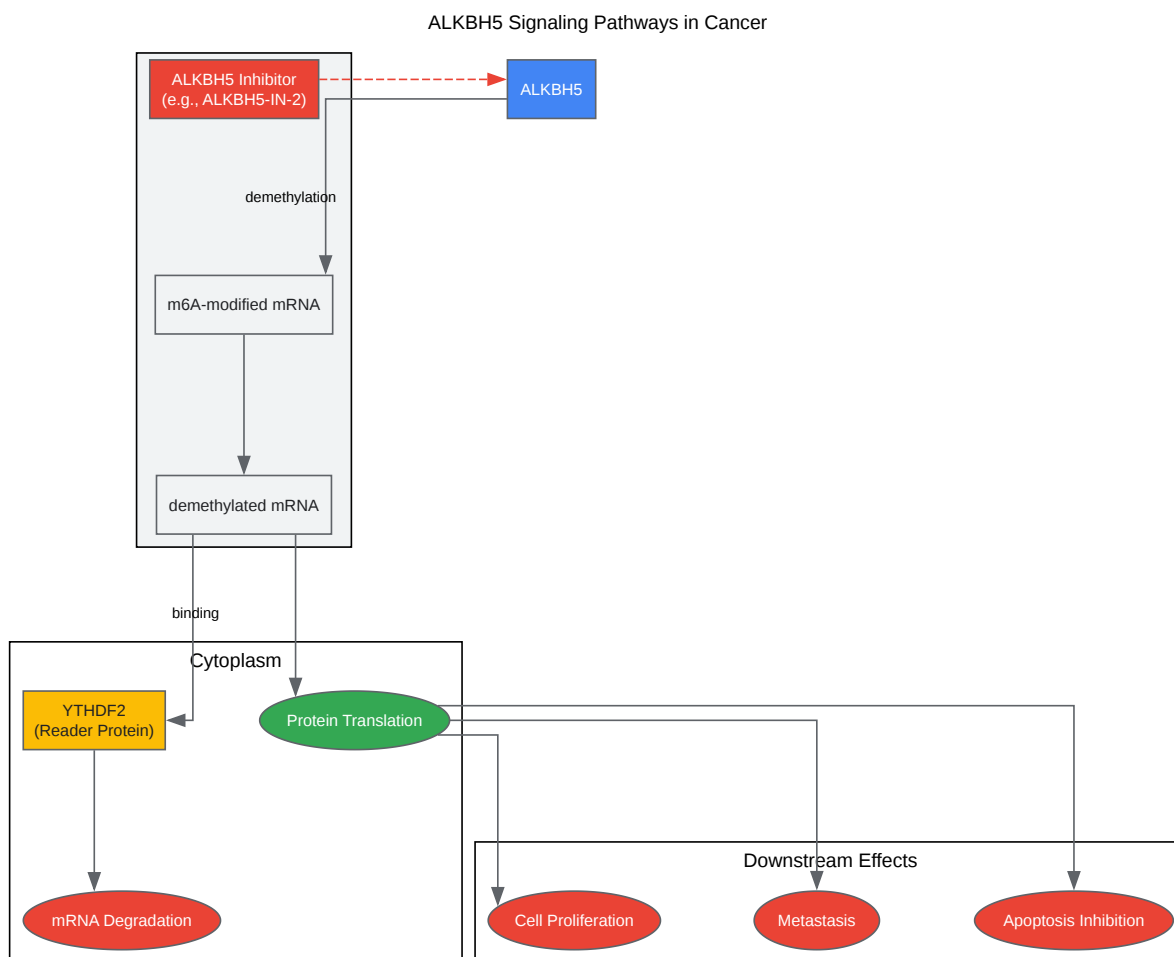 ALKBH5 Signaling Pathways in Cancer
ALKBH5 Inhibitor
(e.g., ALKBH5-IN-2)
ALKBH5
demethylation
m6A-modified mRNA
demethylated mRNA
binding
Cytoplasm
YTHDF2
(Reader Protein)
Protein Translation
Downstream Effects
mRNA Degradation
Cell Proliferation
Metastasis
Apoptosis Inhibition